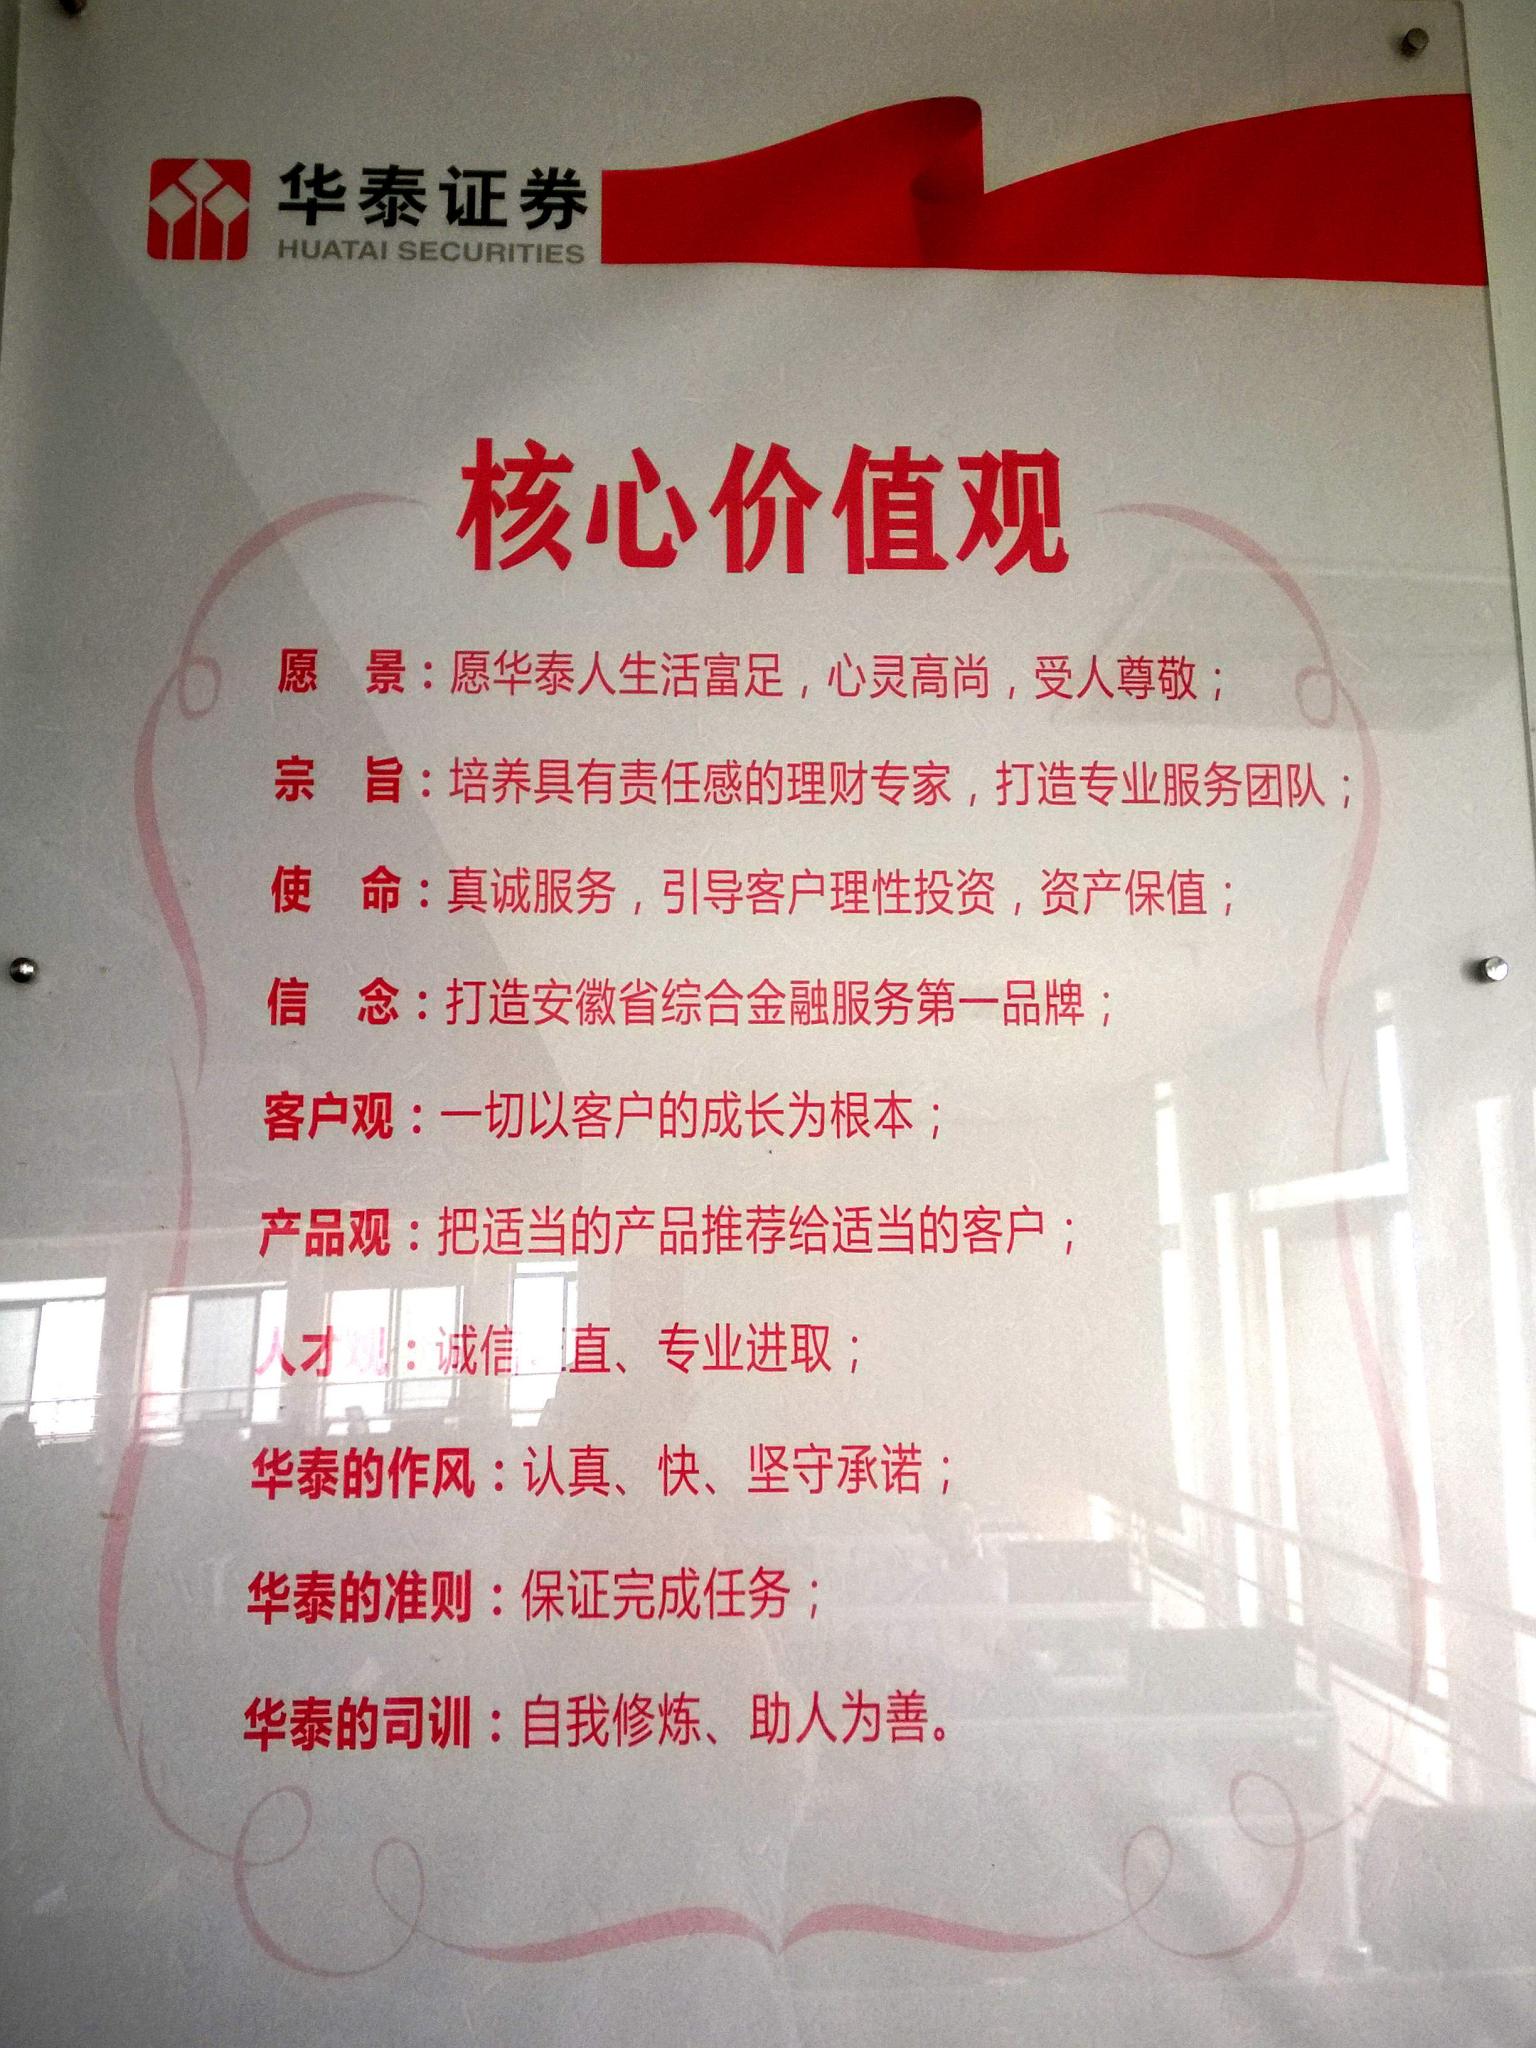 华泰证券
HUATAI SECURITIES
核心价值观
愿 景：愿华泰人生活富足，心灵高尚，受人尊敬；
宗 旨：培养具有责任感的理财专家，打造专业服务团队；
使 命：真诚服务，引导客户理性投资，资产保值；
信 念：打造安徽省综合金融服务第一品牌；
客户观：一切以客户的成长为根本；
产品观：把适当的产品推荐给适当的客户；
人才观：诚信 直、专业进取；
华泰的作风：认真、快、坚守承诺；
华泰的准则：保证完成任务；
华泰的司训：自我修炼、助人为善。